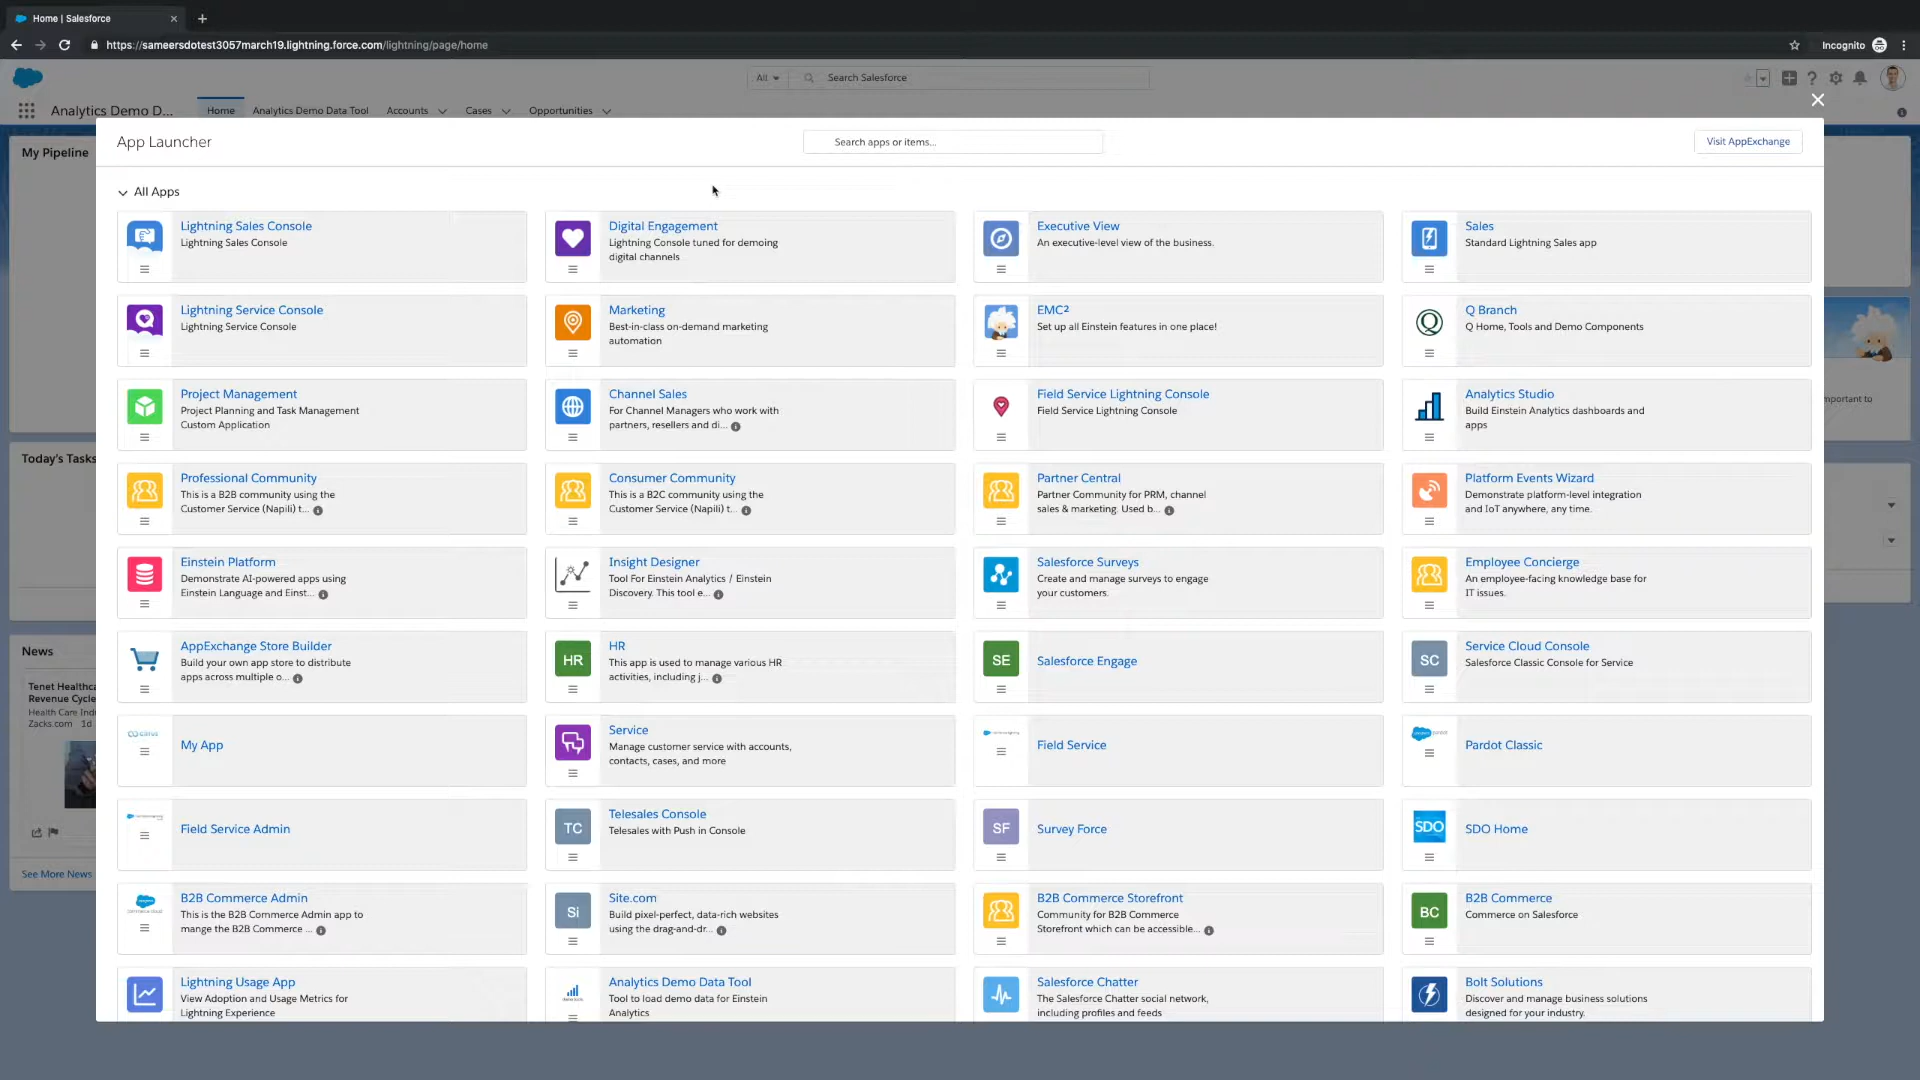 Home | Salesforce
https://sameersdotest3057march19.lightning.force.com/lightning/page/home
Incognito
All
Search Salesforce
Analytics Demo D...
Home
Analytics Demo Data Tool
Accounts
Cases
Opportunities
My Pipeline
App Launcher
Search apps or items...
Visit AppExchange
All Apps
Lightning Sales Console
Lightning Sales Console
Digital Engagement
Lightning Console tuned for demoing
digital channels
Executive View
An executive-level view of the business.
Sales
Standard Lightning Sales app
Lightning Service Console
Lightning Service Console
Marketing
Best-in-class on-demand marketing
automation
EMC²
Set up all Einstein features in one place!
Q
Q Branch
Q Home, Tools and Demo Components
Project Management
Project Planning and Task Management
Custom Application
Channel Sales
For Channel Managers who work with
partners, resellers and di...
Field Service Lightning Console
Field Service Lightning Console
Analytics Studio
Build Einstein Analytics dashboards and
apps
mportant to
Today's Tasks
Professional Community
This is a B2B community using the
Customer Service (Napili) t...
Consumer Community
This is a B2C community using the
Customer Service (Napili) t...
Partner Central
Partner Community for PRM, channel
sales & marketing. Used b...
Platform Events Wizard
Demonstrate platform-level integration
and IoT anywhere, any time.
Einstein Platform
Demonstrate AI-powered apps using
Einstein Language and Einst...
Insight Designer
Tool For Einstein Analytics / Einstein
Discovery. This tool e...
Salesforce Surveys
Create and manage surveys to engage
your customers.
Employee Concierge
An employee-facing knowledge base for
IT issues.
News
AppExchange Store Builder
Build your own app store to distribute
apps across multiple o...
HR
HR
This app is used to manage various HR
activities, including j...
SE
Salesforce Engage
SC
Service Cloud Console
Salesforce Classic Console for Service
Tenet Healthca
Revenue Cycle
Health Care Ind
Zacks.com 1d
My App
Service
Manage customer service with accounts,
contacts, cases, and more
Field Service
Pardot Classic
Field Service Admin
TC
Telesales Console
Telesales with Push in Console
SF
Survey Force
SDO
SDO Home
See More News
B2B Commerce Admin
This is the B2B Commerce Admin app to
mange the B2B Commerce ...
Si
Site.com
Build pixel-perfect, data-rich websites
using the drag-and-dr...
B2B Commerce Storefront
Community for B2B Commerce
Storefront which can be accessible...
BC
B2B Commerce
Commerce on Salesforce
Lightning Usage App
View Adoption and Usage Metrics for
Lightning Experience
Analytics Demo Data Tool
Tool to load demo data for Einstein
Analytics
Salesforce Chatter
The Salesforce Chatter social network,
including profiles and feeds
Bolt Solutions
Discover and manage business solutions
designed for your industry.